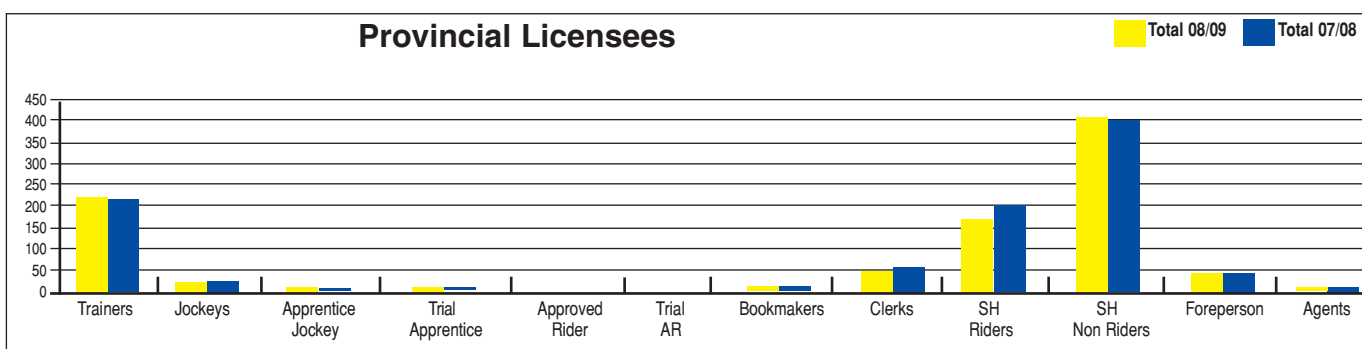 Provincial Licensees
Total 08/09 Total 07/08
450
400
350
300
250
200
150
100
50
0
Trainers
Jockeys
Apprentice
Jockey
Trial
Apprentice
Approved
Rider
Trial
AR
Bookmakers
Clerks
SH
Riders
SH
Non Riders
Foreperson
Agents